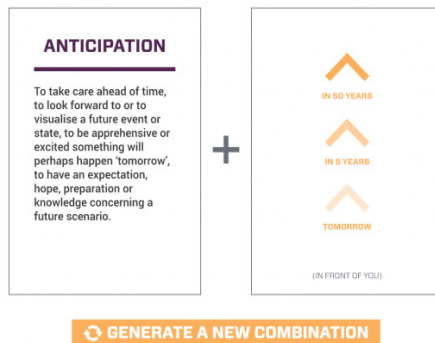 ANTICIPATION
To take care ahead of time,
to look forward to or to
visualise a future event or
state, to be apprehensive or
excited something will
perhaps happen ‘tomorrow’,
to have an expectation,
hope, preparation or
knowledge concerning a
future scenario.
+
IN 50 YEARS
IN 5 YEARS
TOMORROW
(IN FRONT OF YOU)
GENERATE A NEW COMBINATION